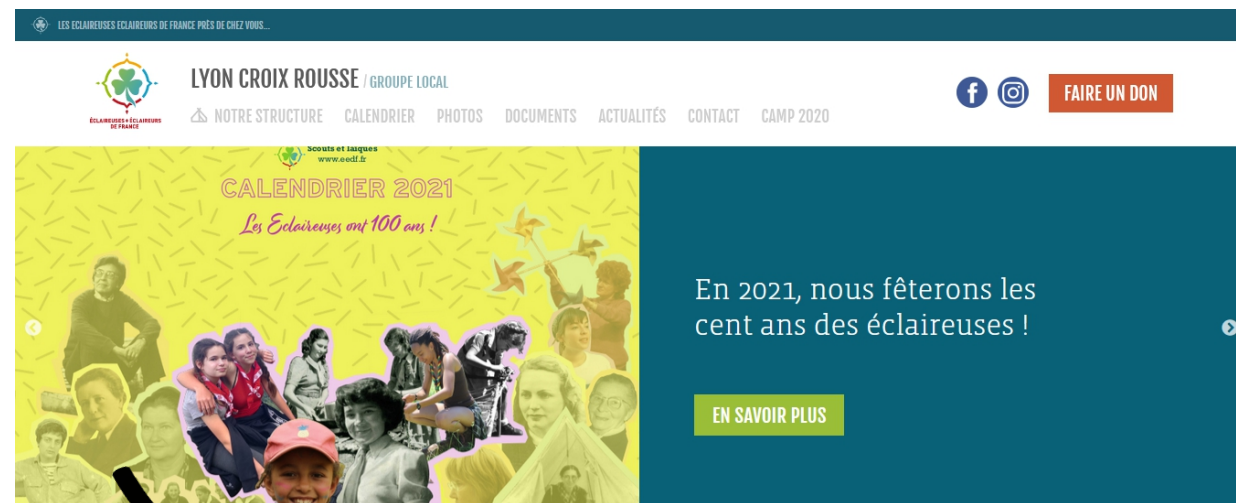 LES ECLAIREUSES ECLAIREURS DE FRANCE PRÈS DE CHEZ VOUS...
ÉCLAIREUSES • ÉCLAIREURS
DE FRANCE
LYON CROIX ROUSSE / GROUPE LOCAL
NOTRE STRUCTURE CALENDRIER PHOTOS DOCUMENTS ACTUALITÉS CONTACT CAMP 2020
FAIRE UN DON
Scouts et laïques
www.eedf.fr
CALENDRIER 2021
Les Eclaireuses ont 100 ans !
En 2021, nous fêterons les
cent ans des éclaireuses !
EN SAVOIR PLUS